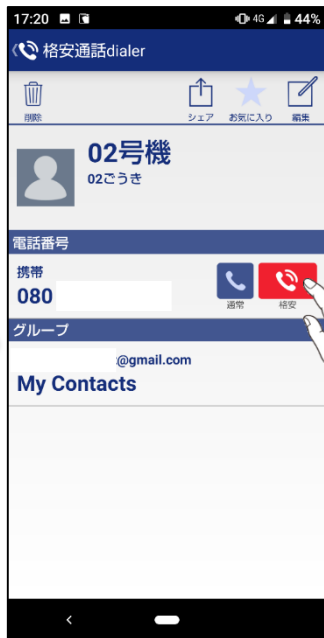 17:20 4G 44%
格安通話dialer
削除 シェア お気に入り 編集
02号機
02ごうき
電話番号
携帯
080
通常 格安
グループ
@gmail.com
My Contacts